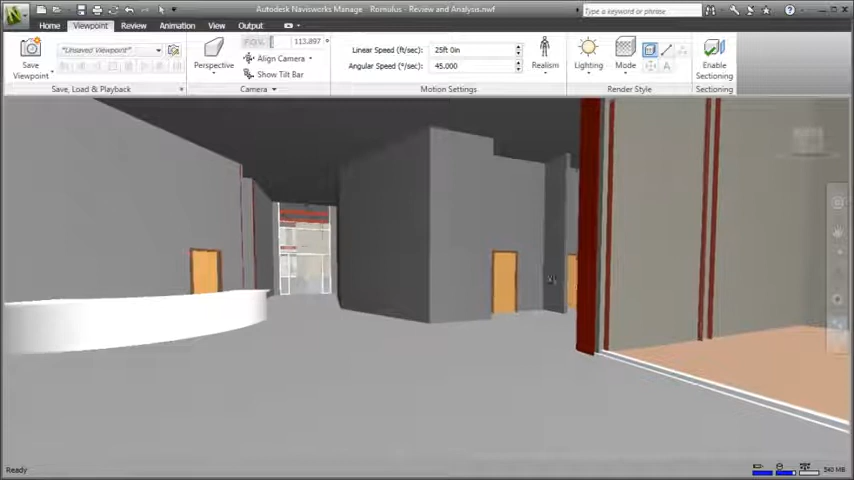 Autodesk Navisworks Manage Romulus - Review and Analysis.nwf
Type a keyword or phrase
Home Viewpoint Review Animation View Output
Save
Viewpoint
"Unsaved Viewpoint"
Save, Load & Playback
Perspective
F.O.V. 113.897 °
Align Camera
Show Tilt Bar
Camera
Linear Speed (ft/sec): 25ft 0in
Angular Speed (°/sec): 45.000
Motion Settings
Realism
Lighting
Mode
Render Style
Enable
Sectioning
Sectioning
Ready
540 MB